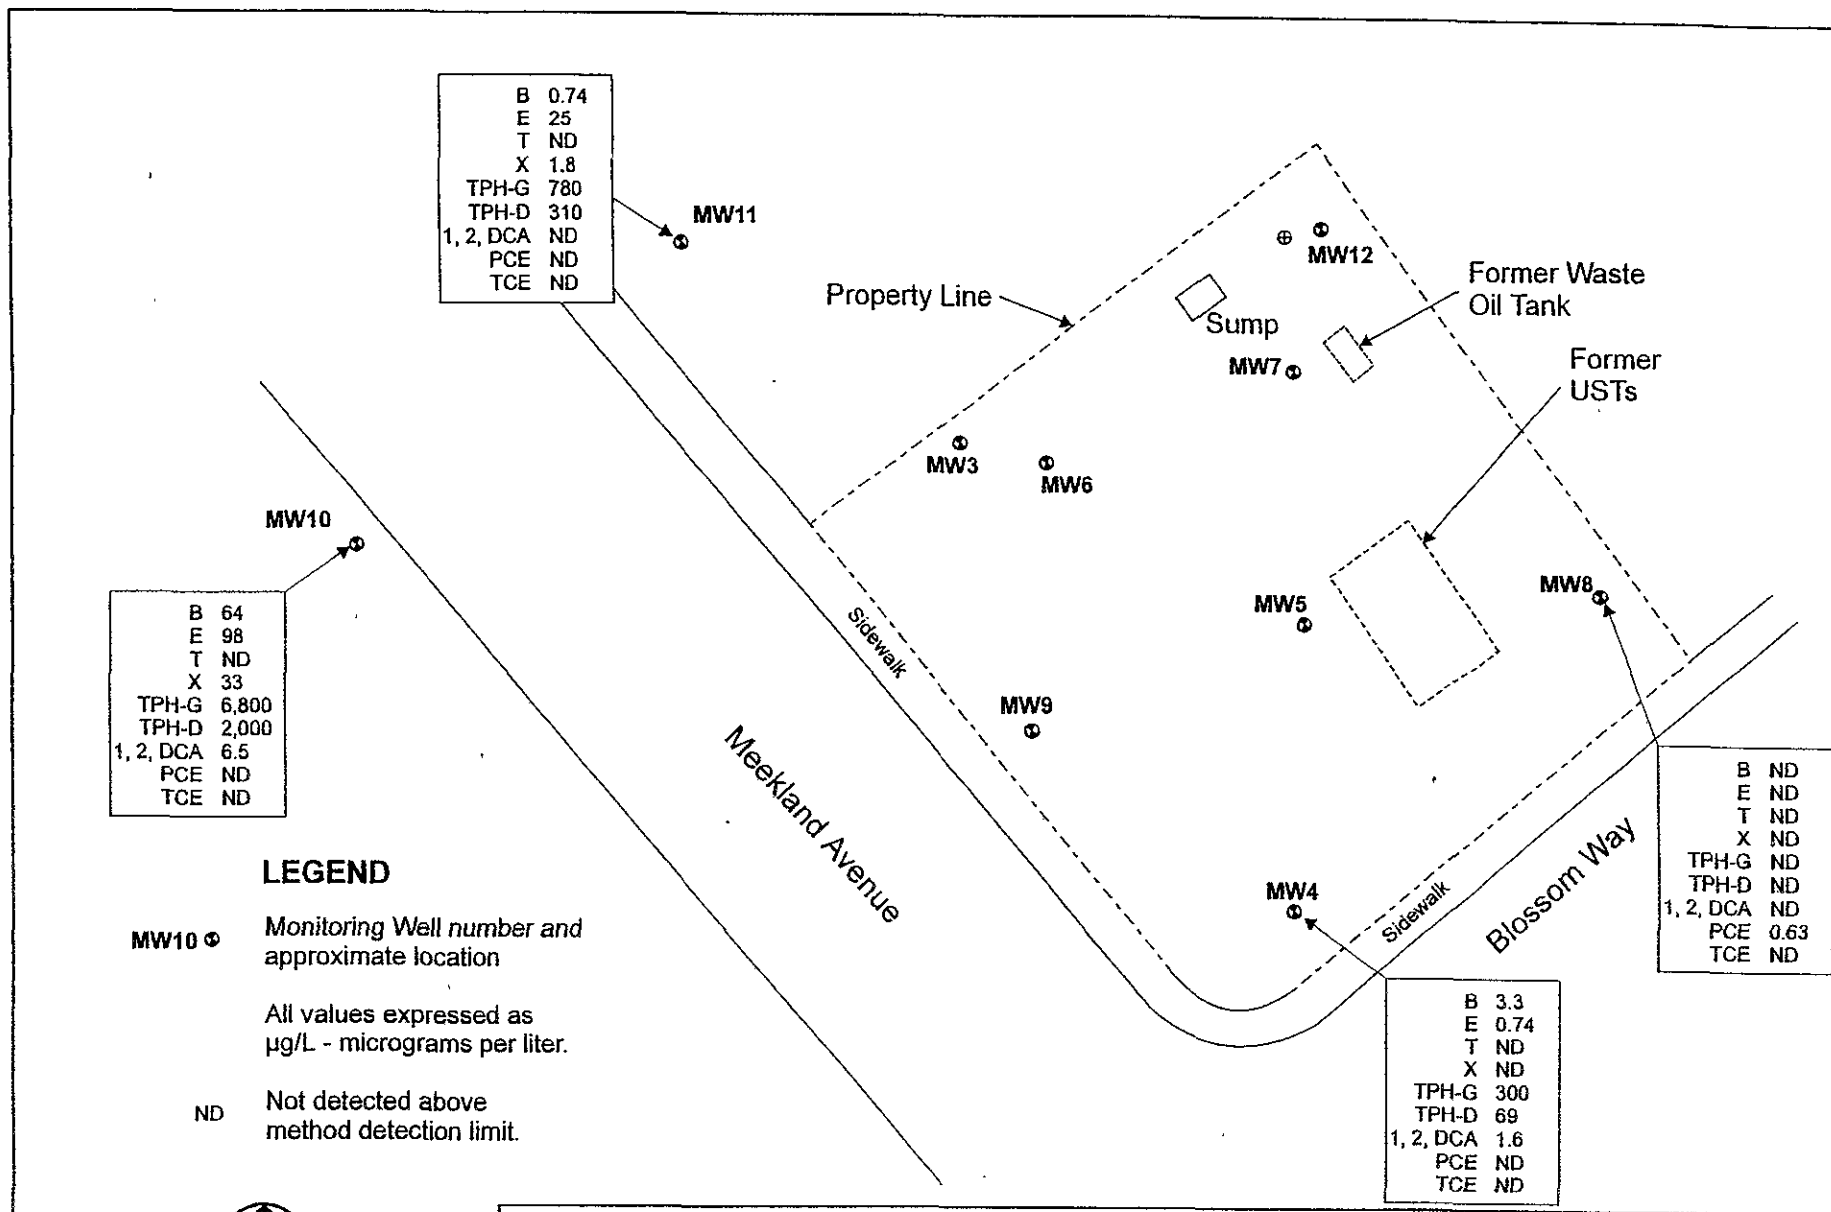 B 0.74
E 25
T ND
X 1.8
TPH-G 780
TPH-D 310
1, 2, DCA ND
PCE ND
TCE ND
MW11
MW12
Property Line
Sump
Former Waste
Oil Tank
MW7
Former
USTs
MW3
MW6
MW10
B 64
E 98
T ND
X 33
TPH-G 6,800
TPH-D 2,000
1, 2, DCA 6.5
PCE ND
TCE ND
Sidewalk
MW5
MW8
MW9
Meekland Avenue
B ND
E ND
T ND
X ND
TPH-G ND
TPH-D ND
1, 2, DCA ND
PCE 0.63
TCE ND
MW4
Sidewalk
Blossom Way
B 3.3
E 0.74
T ND
X ND
TPH-G 300
TPH-D 69
1, 2, DCA 1.6
PCE ND
TCE ND
LEGEND
MW10 Monitoring Well number and
approximate location
All values expressed as
µg/L - micrograms per liter.
ND Not detected above
method detection limit.